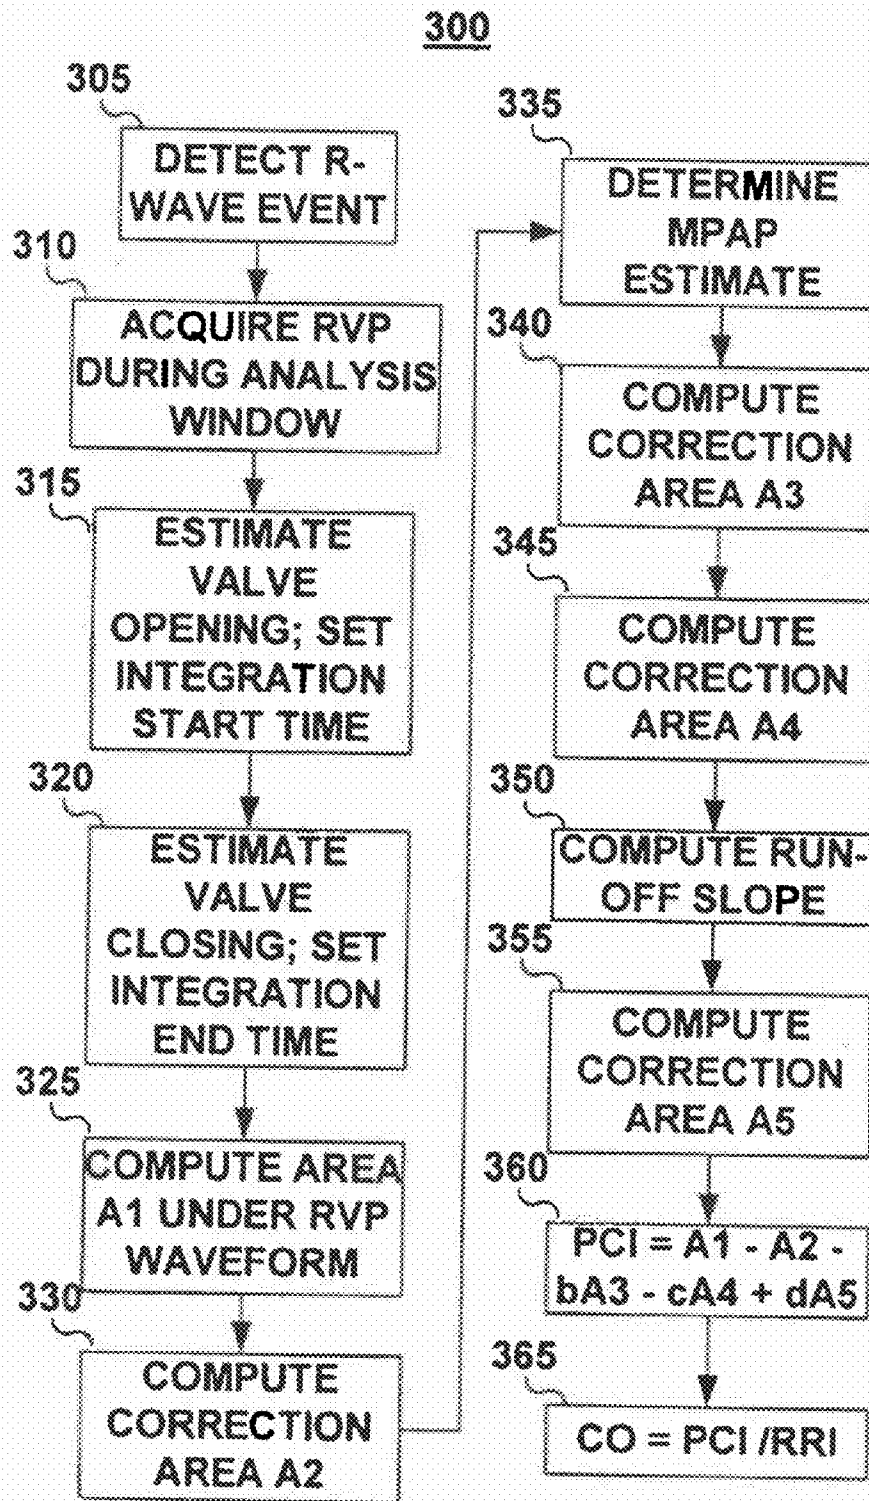 300
305
DETECT R-
WAVE EVENT
310
ACQUIRE RVP
DURING ANALYSIS
WINDOW
315
ESTIMATE
VALVE
OPENING; SET
INTEGRATION
START TIME
320
ESTIMATE
VALVE
CLOSING; SET
INTEGRATION
END TIME
325
COMPUTE AREA
A1 UNDER RVP
WAVEFORM
330
COMPUTE
CORRECTION
AREA A2
335
DETERMINE
MPAP
ESTIMATE
340
COMPUTE
CORRECTION
AREA A3
345
COMPUTE
CORRECTION
AREA A4
350
COMPUTE RUN-
OFF SLOPE
355
COMPUTE
CORRECTION
AREA A5
360
PCI = A1 - A2 -
bA3 - cA4 + dA5
365
CO = PCI /RRI